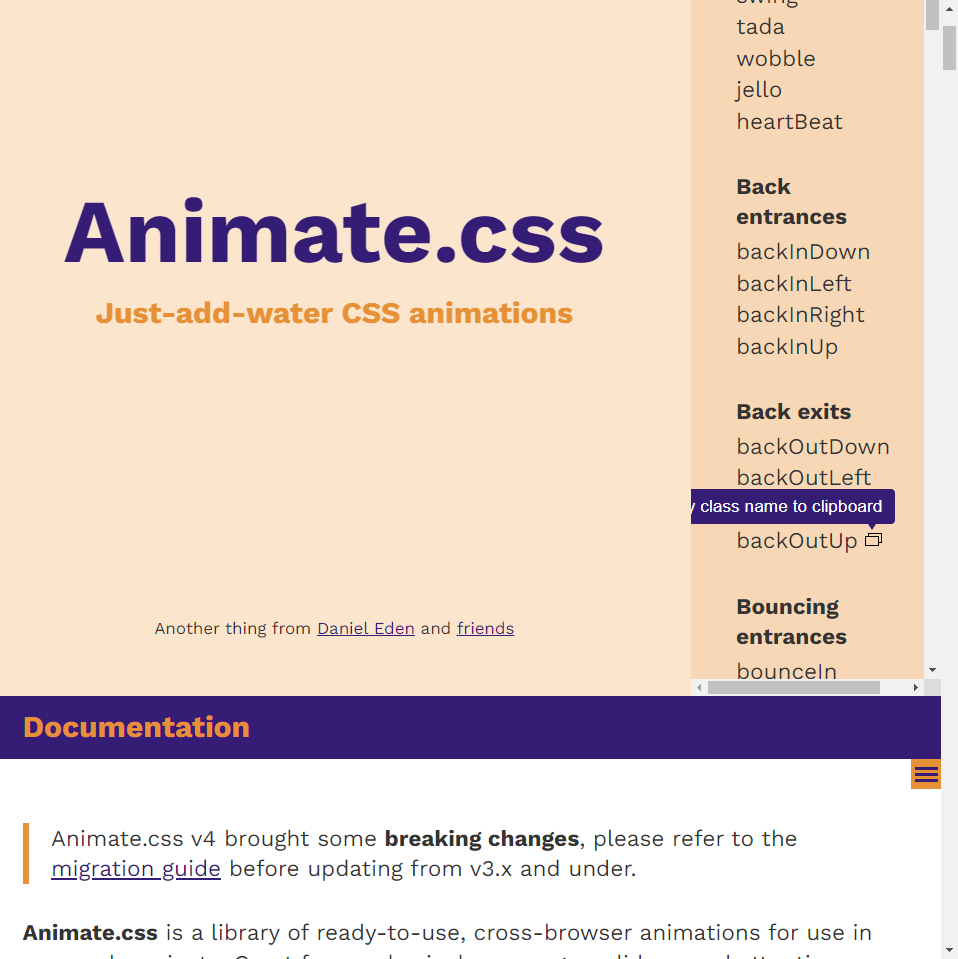 Animate.css
Just-add-water CSS animations
Another thing from Daniel Eden and friends
swing
tada
wobble
jello
heartBeat
Back
entrances
backInDown
backInLeft
backInRight
backInUp
Back exits
backOutDown
backOutLeft
class name to clipboard
backOutUp
Bouncing
entrances
bounceIn
Documentation
Animate.css v4 brought some breaking changes, please refer to the
migration guide before updating from v3.x and under.
Animate.css is a library of ready-to-use, cross-browser animations for use in